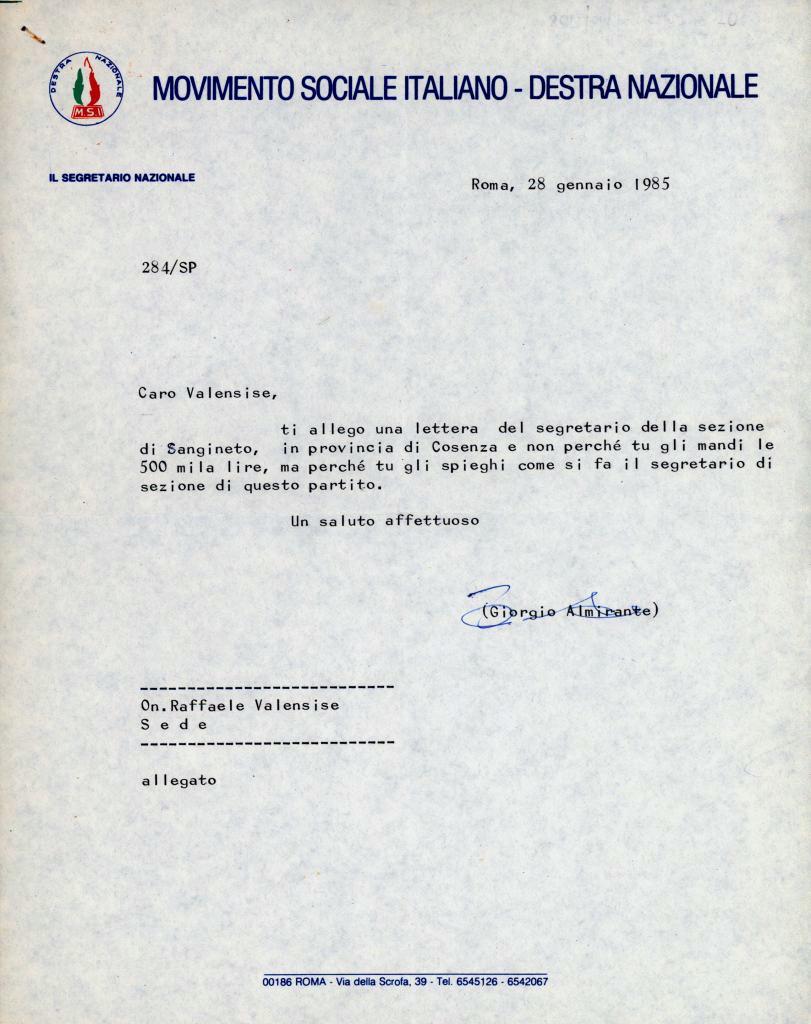 DESTRA NAZIONALE
M.S.I.
MOVIMENTO SOCIALE ITALIANO - DESTRA NAZIONALE
IL SEGRETARIO NAZIONALE
Roma, 28 gennaio 1985
284/SP
Caro Valensise,
ti allego una lettera del segretario della sezione
di Sangineto, in provincia di Cosenza e non perché tu gli mandi le
500 mila lire, ma perché tu gli spieghi come si fa il segretario di
sezione di questo partito.
Un saluto affettuoso
(Giorgio Almirante)
On.Raffaele Valensise
S e d e
allegato
00186 ROMA - Via della Scrofa, 39 - Tel. 6545126 - 6542067